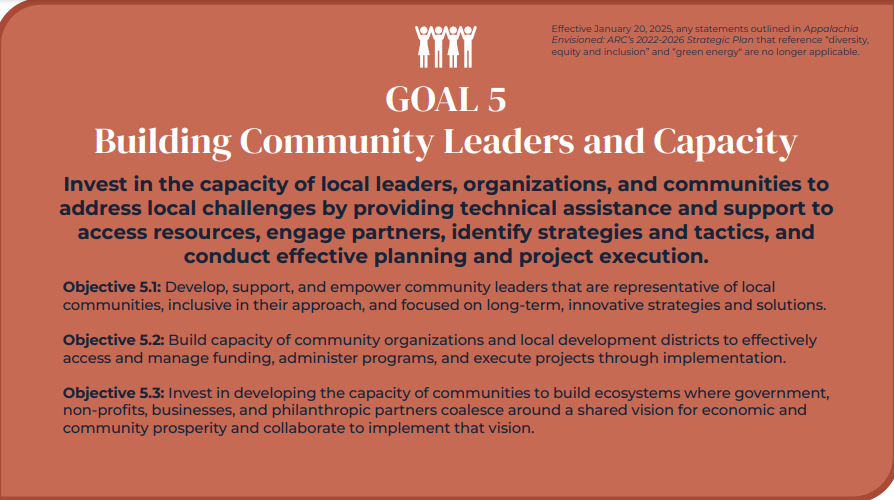 Effective January 20, 2025, any statements outlined in Appalachia
Envisioned: ARC's 2022-2026 Strategic Plan that reference "diversity,
equity and inclusion" and "green energy" are no longer applicable.
GOAL 5
Building Community Leaders and Capacity
Invest in the capacity of local leaders, organizations, and communities to
address local challenges by providing technical assistance and support to
access resources, engage partners, identify strategies and tactics, and
conduct effective planning and project execution.
Objective 5.1: Develop, support, and empower community leaders that are representative of local
communities, inclusive in their approach, and focused on long-term, innovative strategies and solutions.
Objective 5.2: Build capacity of community organizations and local development districts to effectively
access and manage funding, administer programs, and execute projects through implementation.
Objective 5.3: Invest in developing the capacity of communities to build ecosystems where government,
non-profits, businesses, and philanthropic partners coalesce around a shared vision for economic and
community prosperity and collaborate to implement that vision.